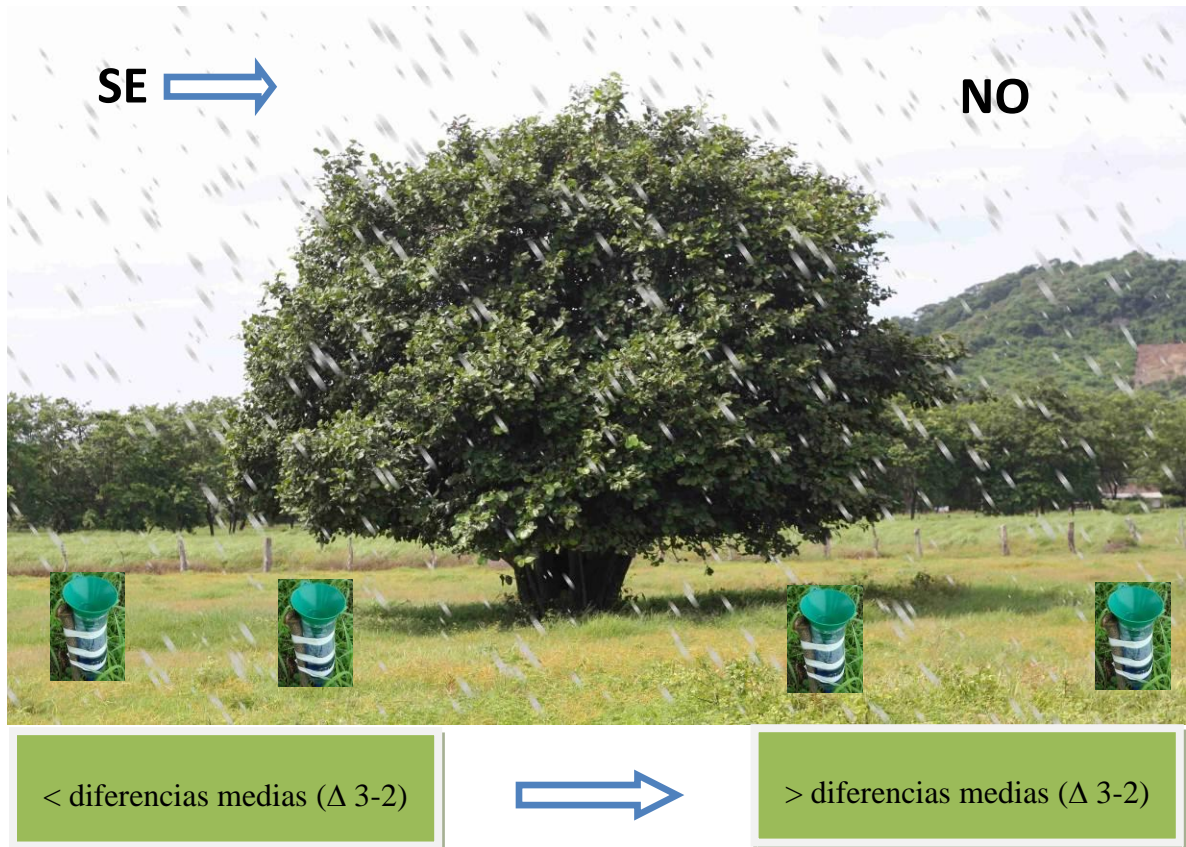 SE
NO
< diferencias medias (Δ 3-2)
> diferencias medias (Δ 3-2)